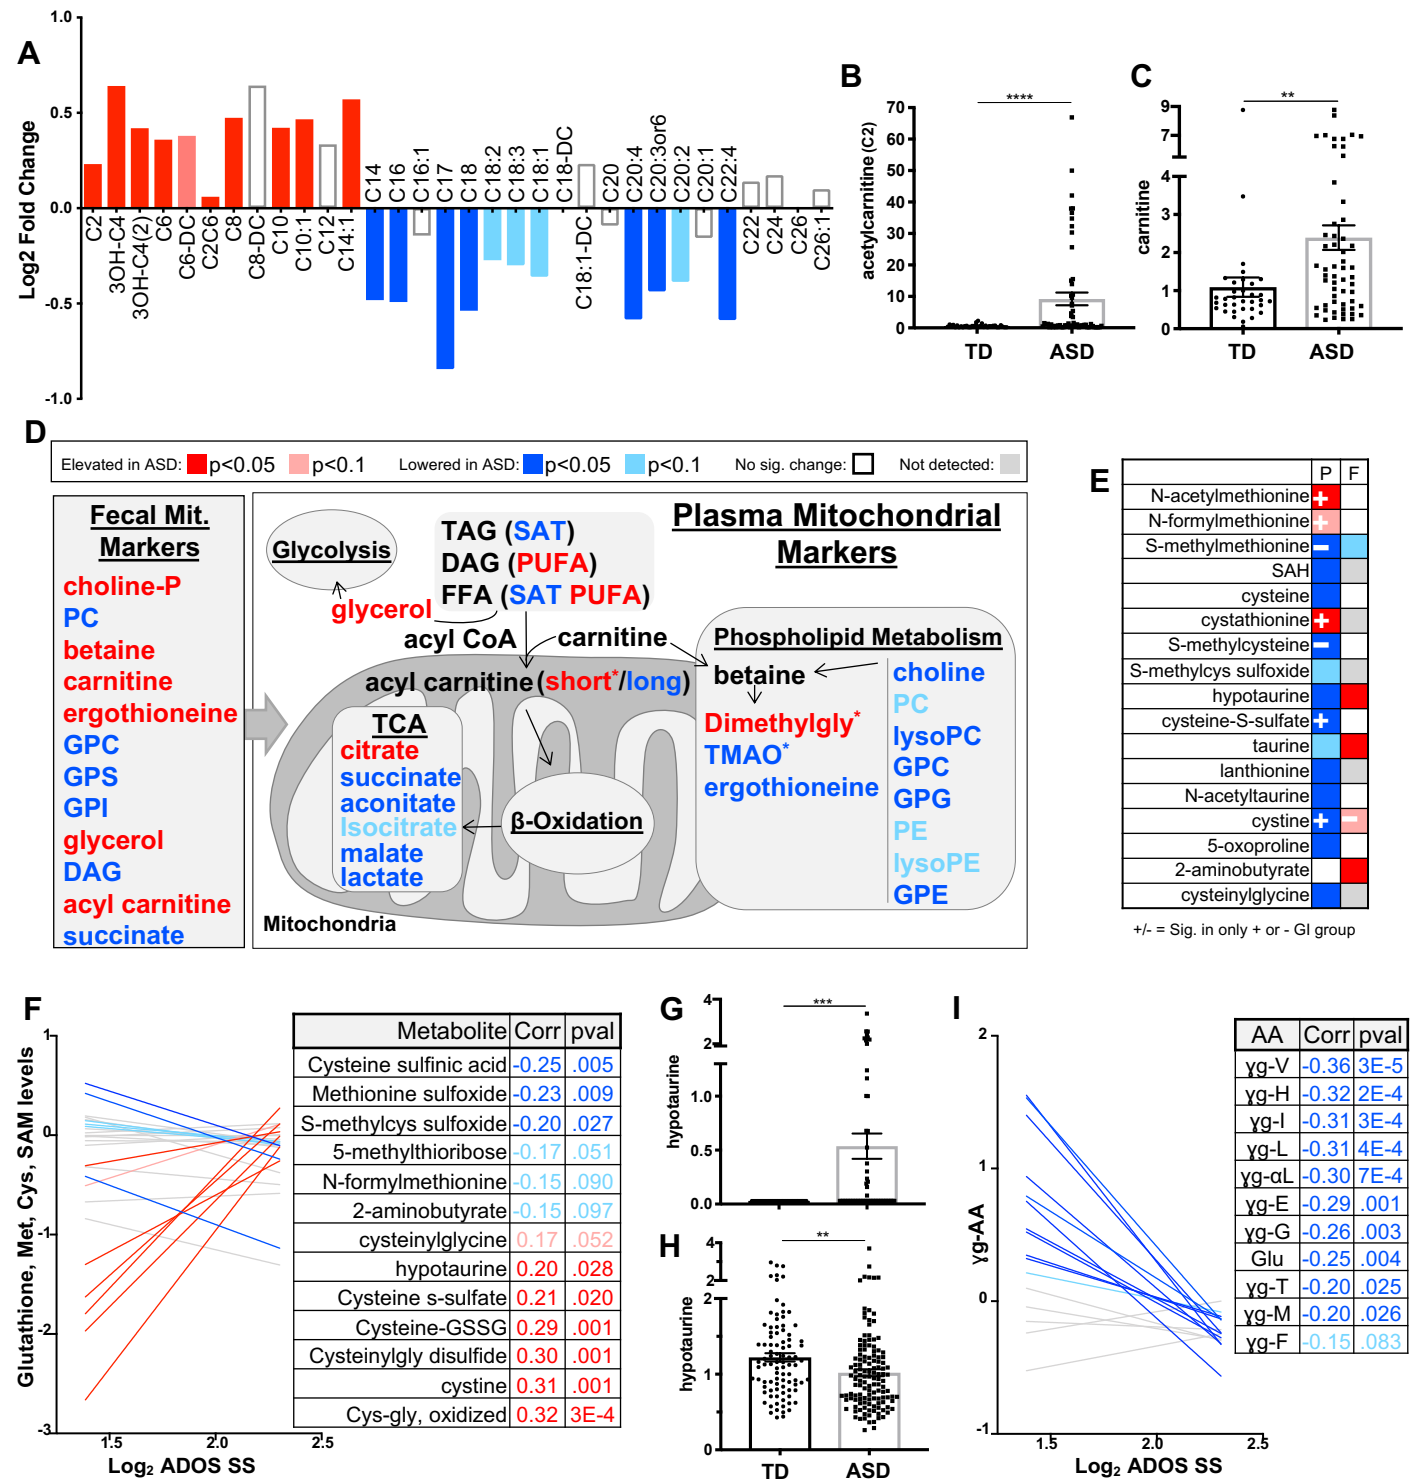 A
1.0
0.5
0.0
-0.5
-1.0
Log2 Fold Change
C2
3OH-C4
3OH-C4(2)
C6
C6-DC
C2C6
C8
C8-DC
C10
C10:1
C12
C14:1
C14
C16
C16:1
C17
C18
C18:2
C18:3
C18:1
C18-DC
C18:1-DC
C20
C20:4
C20:3or6
C20:2
C20:1
C22:4
C22
C24
C26
C26:1
B
acetylcarnitine (C2)
70
60
50
40
30
20
10
0
****
TD ASD
C
carnitine
9
7
5
4
3
2
1
0
**
TD ASD
D
Elevated in ASD: p<0.05 p<0.1 Lowered in ASD: p<0.05 p<0.1 No sig. change: Not detected:
Fecal Mit.
Markers
choline-P
PC
betaine
carnitine
ergothioneine
GPC
GPS
GPI
glycerol
DAG
acyl carnitine
succinate
Plasma Mitochondrial
Markers
Glycolysis
TAG (SAT)
DAG (PUFA)
FFA (SAT PUFA)
glycerol
acyl CoA
carnitine
acyl carnitine (short*/long)
TCA
citrate
succinate
aconitate
Isocitrate
malate
lactate
β-Oxidation
Mitochondria
Phospholipid Metabolism
betaine
Dimethylgly*
TMAO*
ergothioneine
choline
PC
lysoPC
GPC
GPG
PE
lysoPE
GPE
E
P F
N-acetylmethionine +
N-formylmethionine +
S-methylmethionine −
SAH
cysteine
cystathionine +
S-methylcysteine −
S-methylcys sulfoxide
hypotaurine
cysteine-S-sulfate +
taurine
lanthionine
N-acetyltaurine
cystine + −
5-oxoproline
2-aminobutyrate
cysteinylglycine
+/- = Sig. in only + or - GI group
F
Glutathione, Met, Cys, SAM levels
1
0
-1
-2
-3
1.5 2.0 2.5
Log2 ADOS SS
Metabolite Corr pval
Cysteine sulfinic acid -0.25 .005
Methionine sulfoxide -0.23 .009
S-methylcys sulfoxide -0.20 .027
5-methylthioribose -0.17 .051
N-formylmethionine -0.15 .090
2-aminobutyrate -0.15 .097
cysteinylglycine 0.17 .052
hypotaurine 0.20 .028
Cysteine s-sulfate 0.21 .020
Cysteine-GSSG 0.29 .001
Cysteinylgly disulfide 0.30 .001
cystine 0.31 .001
Cys-gly, oxidized 0.32 3E-4
G
hypotaurine
4
2
1.0
0.5
0.0
***
H
hypotaurine
4
2
2
1
0
**
TD ASD
I
ɣg-AA
2
1
0
-1
1.5 2.0 2.5
Log2 ADOS SS
AA Corr pval
ɣg-V -0.36 3E-5
ɣg-H -0.32 2E-4
ɣg-I -0.31 3E-4
ɣg-L -0.31 4E-4
ɣg-αL -0.30 7E-4
ɣg-E -0.29 .001
ɣg-G -0.26 .003
Glu -0.25 .004
ɣg-T -0.20 .025
ɣg-M -0.20 .026
ɣg-F -0.15 .083